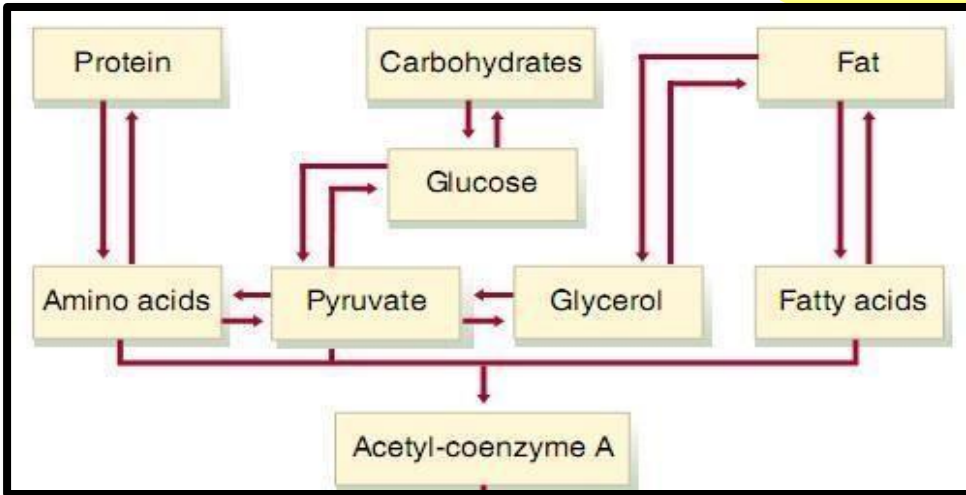 Protein
Carbohydrates
Fat
Glucose
Amino acids
Pyruvate
Glycerol
Fatty acids
Acetyl-coenzyme A